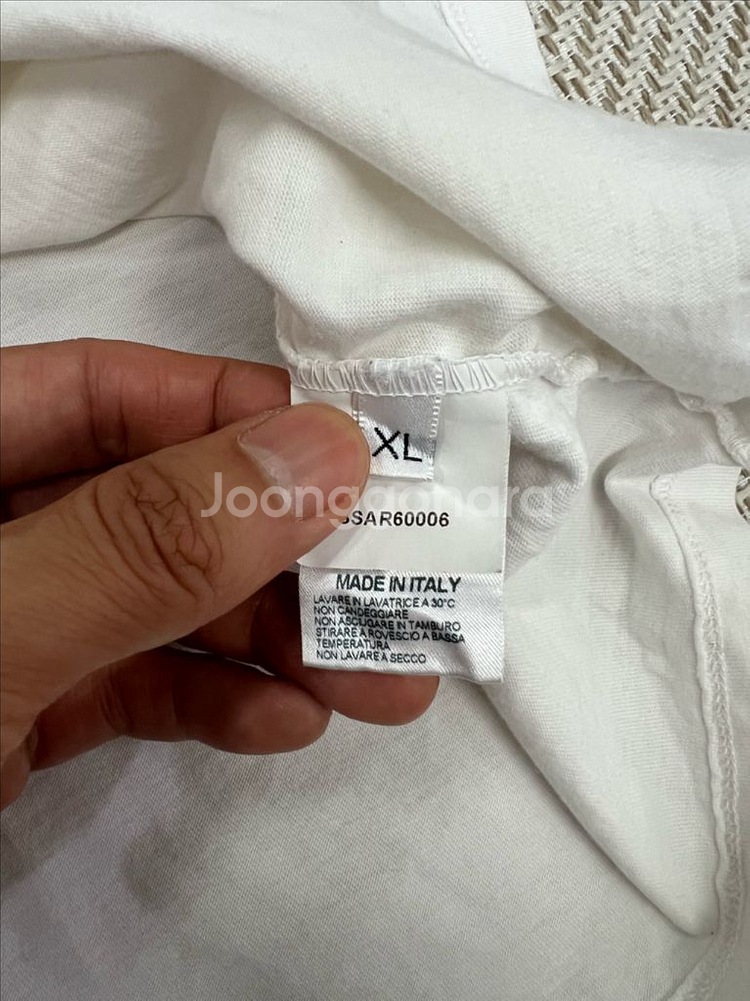 XL
Joonggonara
SSAR60006
MADE IN ITALY
LAVARE IN LAVATRICE A 30°C
NON CANDEGGIARE
NON ASCIUGARE IN TAMBURO
STIRARE A ROVESCIO A BASSA
TEMPERATURA
NON LAVARE A SECCO